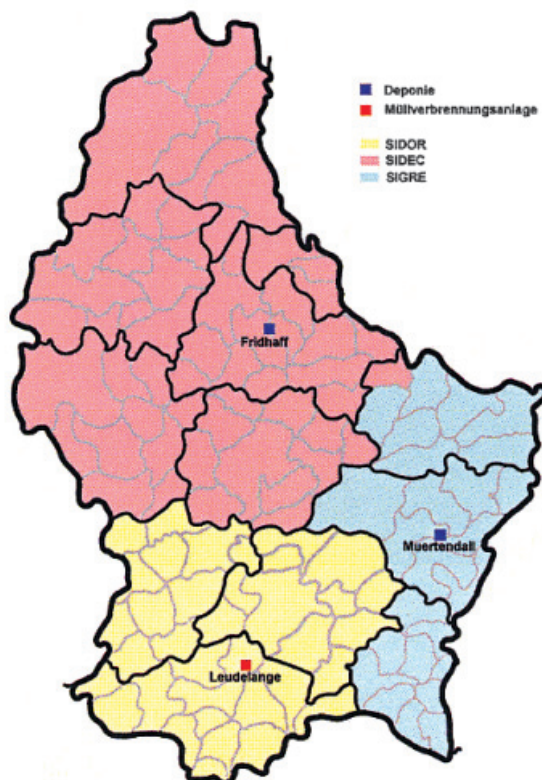 Deponie
Müllverbrennungsanlage
SIDOR
SIDEC
SIGRE
Fridhaff
Muertendall
Leudelange